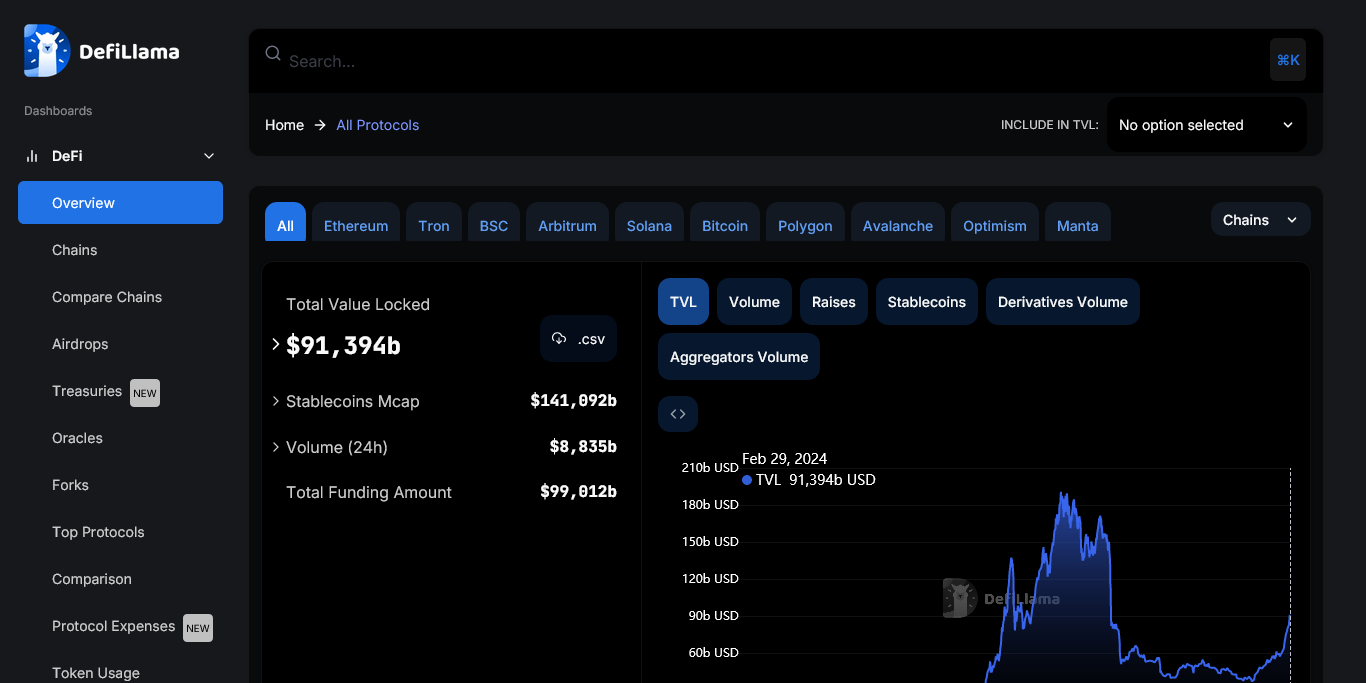 DefiLlama
Dashboards
DeFi
Overview
Chains
Compare Chains
Airdrops
Treasuries NEW
Oracles
Forks
Top Protocols
Comparison
Protocol Expenses NEW
Token Usage
Search...
⌘K
Home → All Protocols
INCLUDE IN TVL: No option selected
All Ethereum Tron BSC Arbitrum Solana Bitcoin Polygon Avalanche Optimism Manta Chains
Total Value Locked
$91,394b
.csv
Stablecoins Mcap $141,092b
Volume (24h) $8,835b
Total Funding Amount $99,012b
TVL Volume Raises Stablecoins Derivatives Volume
Aggregators Volume
Feb 29, 2024
TVL 91,394b USD
210b USD
180b USD
150b USD
120b USD
90b USD
60b USD
DefiLlama